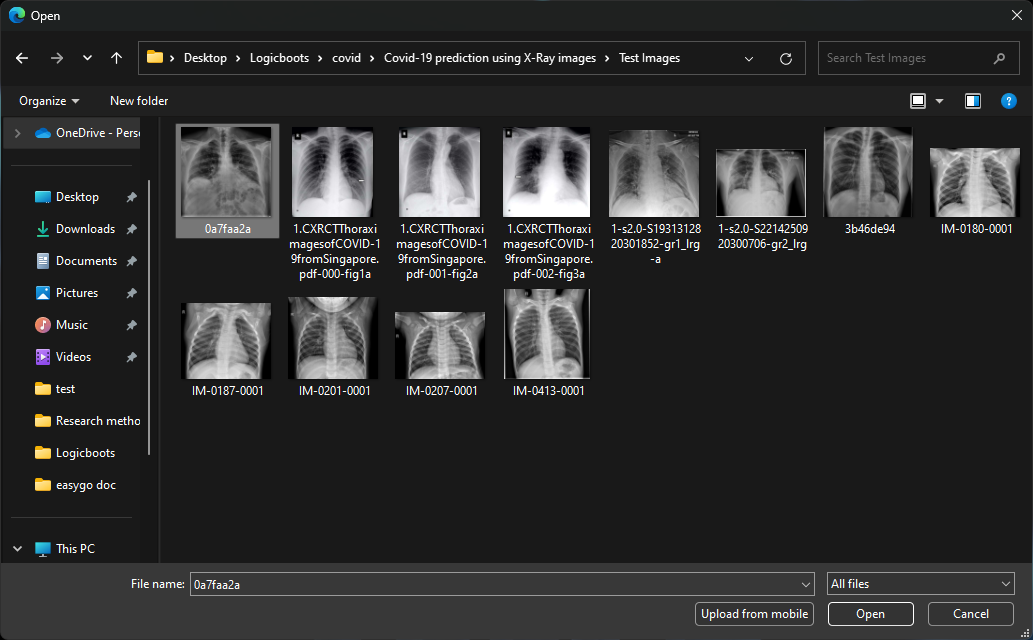 Open
Desktop > Logicboots > covid > Covid-19 prediction using X-Ray images > Test Images
Search Test Images
Organize
New folder
OneDrive - Perso
Desktop
Downloads
Documents
Pictures
Music
Videos
test
Research metho
Logicboots
easygo doc
This PC
0a7faa2a
1.CXRCTThoraxi
magesofCOVID-1
9fromSingapore.
pdf-000-fig1a
1.CXRCTThoraxi
magesofCOVID-1
9fromSingapore.
pdf-001-fig2a
1.CXRCTThoraxi
magesofCOVID-1
9fromSingapore.
pdf-002-fig3a
1-s2.0-S19313128
20301852-gr1_lrg
-a
1-s2.0-S22142509
20300706-gr2_lrg
3b46de94
IM-0180-0001
IM-0187-0001
IM-0201-0001
IM-0207-0001
IM-0413-0001
File name:
0a7faa2a
All files
Upload from mobile
Open
Cancel